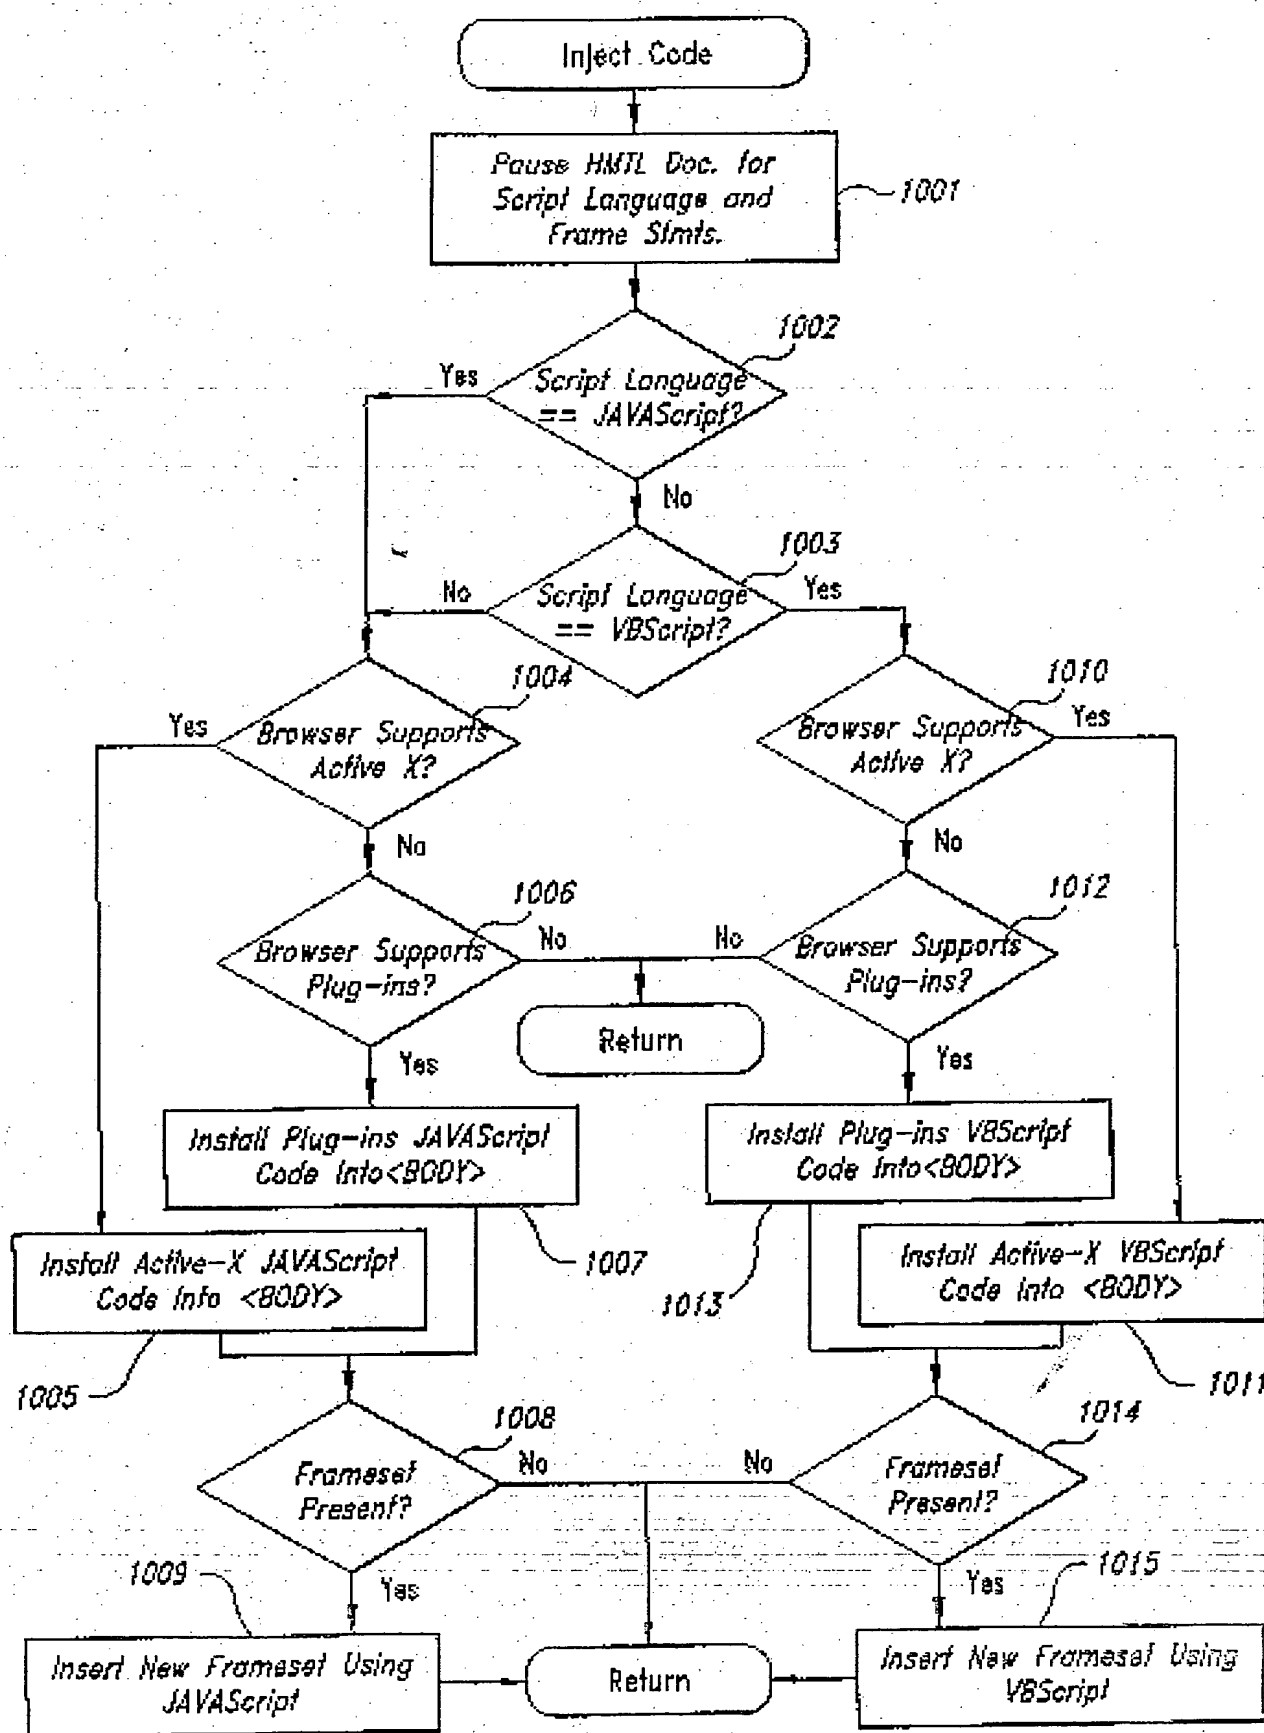 Inject Code
Pause HMTL Doc. for
Script Language and
Frame Stmts.
1001
1002
Yes
Script Language
== JAVAScript?
No
1003
No
Script Language
== VBScript?
Yes
1004
Yes
Browser Supports
Active X?
No
1010
Browser Supports
Active X?
Yes
No
1006
Browser Supports
Plug-ins?
No
Yes
1012
No
Browser Supports
Plug-ins?
Yes
Return
Install Plug-ins JAVAScript
Code Into<BODY>
1007
Install Plug-ins VBScript
Code Into<BODY>
1013
Install Active-X JAVAScript
Code Into <BODY>
1005
Install Active-X VBScript
Code Into <BODY>
1011
1008
Frameset
Present?
No
Yes
1014
No
Frameset
Present?
Yes
1009
Insert New Frameset Using
JAVAScript
Return
1015
Insert New Frameset Using
VBScript